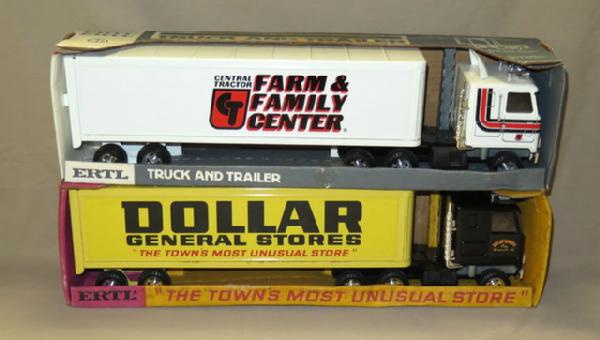 ERTL TRUCK AND TRAILER
CENTRAL
TRACTOR
CT
FARM &
FAMILY
CENTER
ERTL TRUCK AND TRAILER
DOLLAR
GENERAL STORES
"THE TOWN'S MOST UNUSUAL STORE"
ERTL "THE TOWN'S MOST UNUSUAL STORE"